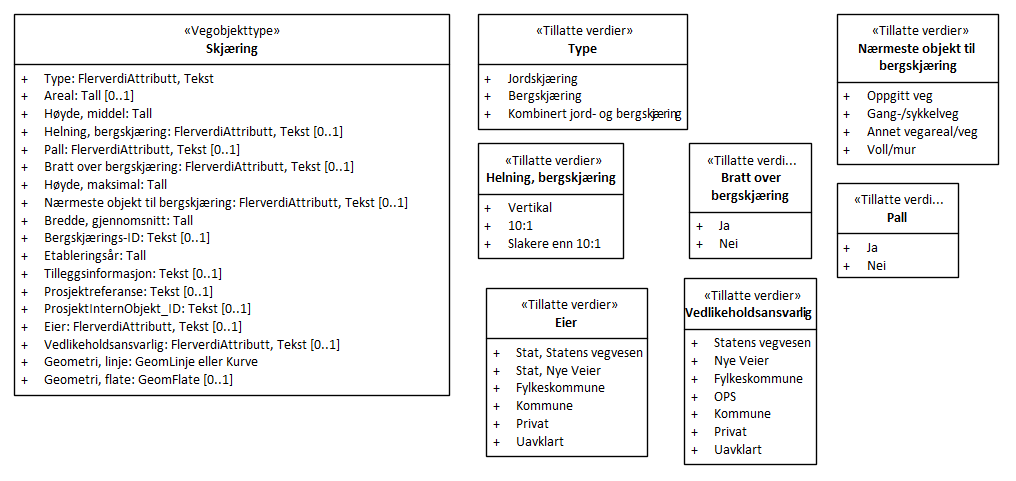 «Vegobjekttype»
Skjæring
+ Type: FlerverdiAttributt, Tekst
+ Areal: Tall [0..1]
+ Høyde, middel: Tall
+ Helning, bergskjæring: FlerverdiAttributt, Tekst [0..1]
+ Pall: FlerverdiAttributt, Tekst [0..1]
+ Bratt over bergskjæring: FlerverdiAttributt, Tekst [0..1]
+ Høyde, maksimal: Tall
+ Nærmeste objekt til bergskjæring: FlerverdiAttributt, Tekst [0..1]
+ Bredde, gjennomsnitt: Tall
+ Bergskjærings-ID: Tekst [0..1]
+ Etableringsår: Tall
+ Tilleggsinformasjon: Tekst [0..1]
+ Prosjektreferanse: Tekst [0..1]
+ ProsjektInternObjekt_ID: Tekst [0..1]
+ Eier: FlerverdiAttributt, Tekst [0..1]
+ Vedlikeholdsansvarlig: FlerverdiAttributt, Tekst [0..1]
+ Geometri, linje: GeomLinje eller Kurve
+ Geometri, flate: GeomFlate [0..1]
«Tillatte verdier»
Type
+ Jordskjæring
+ Bergskjæring
+ Kombinert jord- og bergskjæring
«Tillatte verdier»
Nærmeste objekt til
bergskjæring
+ Oppgitt veg
+ Gang-/sykkelveg
+ Annet vegareal/veg
+ Voll/mur
«Tillatte verdier»
Helning, bergskjæring
+ Vertikal
+ 10:1
+ Slakere enn 10:1
«Tillatte verdi...
Bratt over
bergskjæring
+ Ja
+ Nei
«Tillatte verdi...
Pall
+ Ja
+ Nei
«Tillatte verdier»
Eier
+ Stat, Statens vegvesen
+ Stat, Nye Veier
+ Fylkeskommune
+ Kommune
+ Privat
+ Uavklart
«Tillatte verdier»
Vedlikeholdsansvarlig
+ Statens vegvesen
+ Nye Veier
+ Fylkeskommune
+ OPS
+ Kommune
+ Privat
+ Uavklart